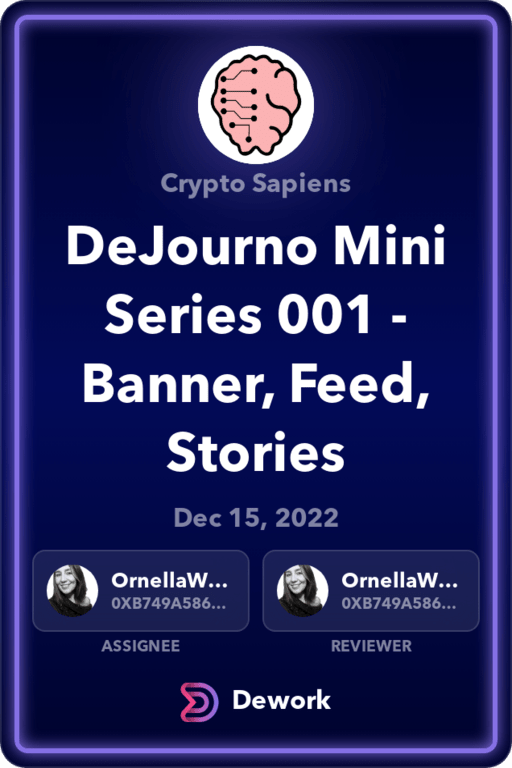 Crypto Sapiens
DeJourno Mini
Series 001 -
Banner, Feed,
Stories
Dec 15, 2022
OrnellaW...
0XB749A586...
ASSIGNEE
OrnellaW...
0XB749A586...
REVIEWER
Dework